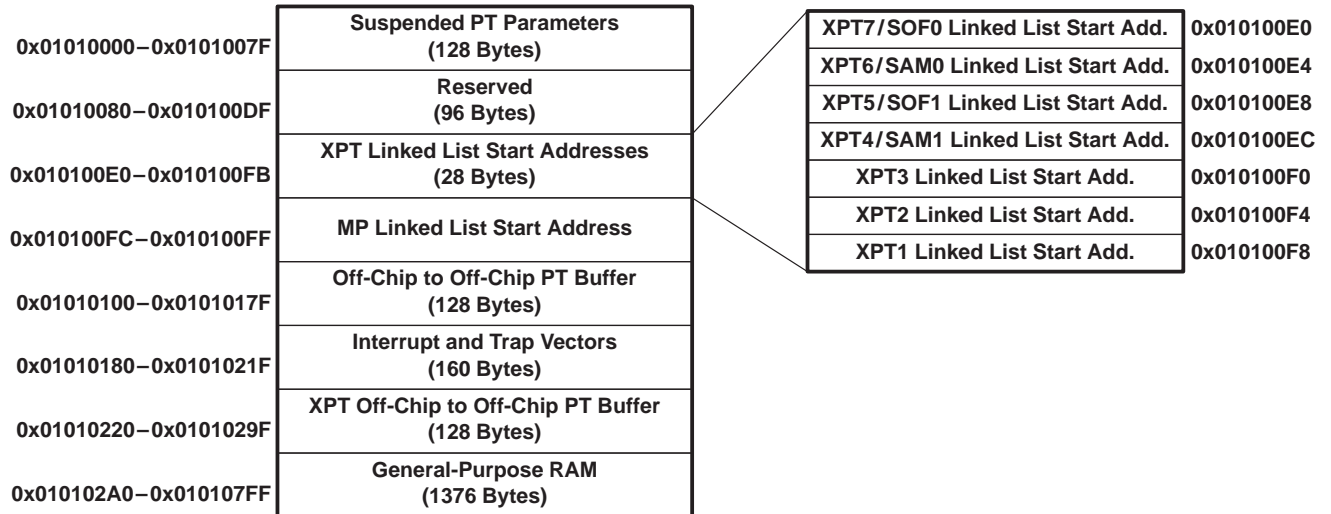 Suspended PT Parameters
0x01010000–0x0101007F
(128 Bytes)
Reserved
0x01010080–0x010100DF
(96 Bytes)
XPT Linked List Start Addresses
0x010100E0–0x010100FB
(28 Bytes)
MP Linked List Start Address
0x010100FC–0x010100FF
Off-Chip to Off-Chip PT Buffer
0x01010100–0x0101017F
(128 Bytes)
Interrupt and Trap Vectors
0x01010180–0x0101021F
(160 Bytes)
XPT Off-Chip to Off-Chip PT Buffer
0x01010220–0x0101029F
(128 Bytes)
General-Purpose RAM
0x010102A0–0x010107FF
(1376 Bytes)
XPT7/SOF0 Linked List Start Add. 0x010100E0
XPT6/SAM0 Linked List Start Add. 0x010100E4
XPT5/SOF1 Linked List Start Add. 0x010100E8
XPT4/SAM1 Linked List Start Add. 0x010100EC
XPT3 Linked List Start Add. 0x010100F0
XPT2 Linked List Start Add. 0x010100F4
XPT1 Linked List Start Add. 0x010100F8